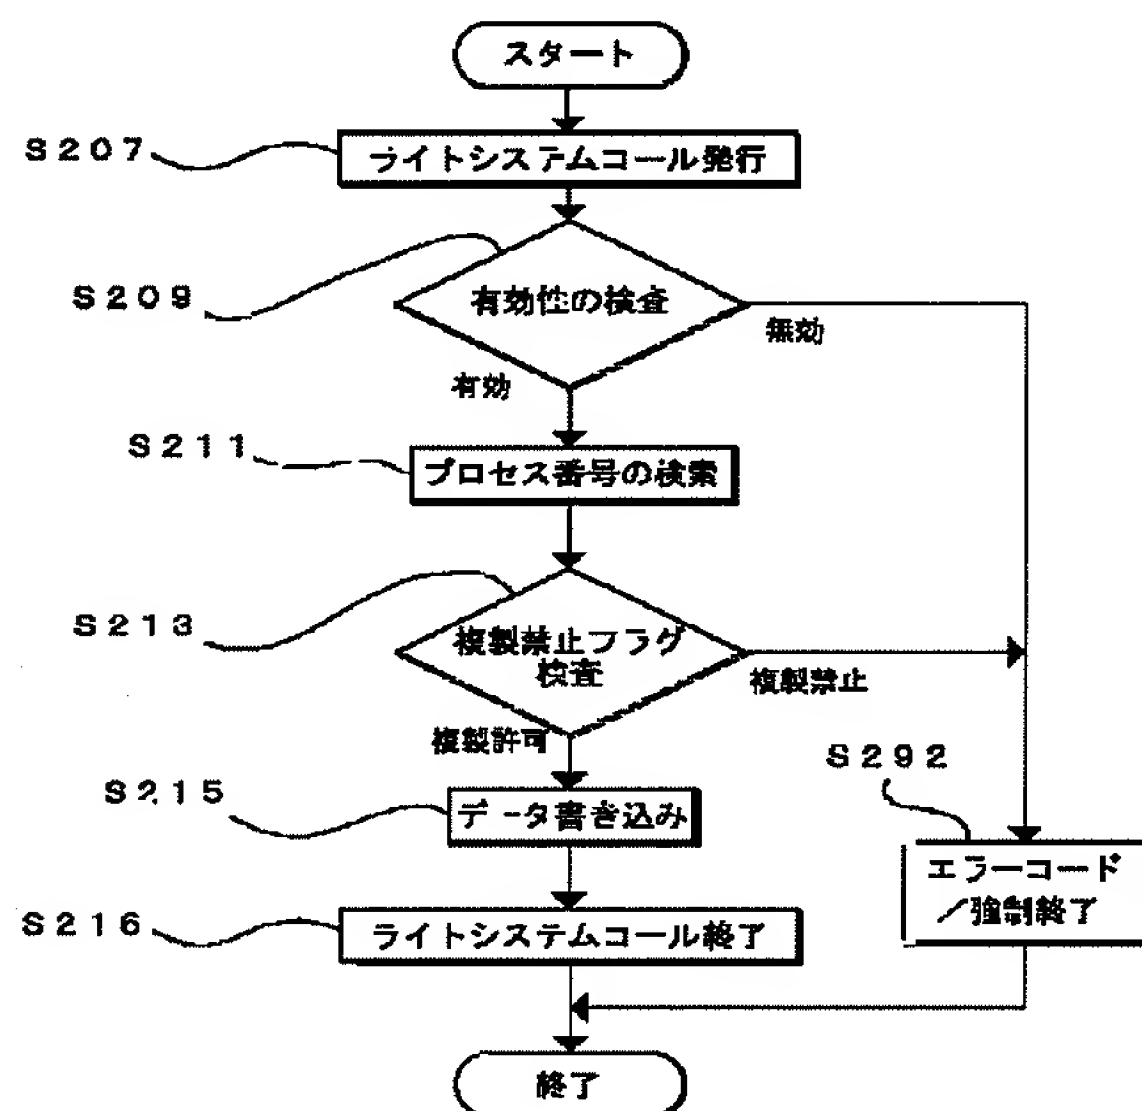 スタート
S207
ライトシステムコール発行
S209
有効性の検査
無効
有効
S211
プロセス番号の検索
S213
複製禁止フラグ
検査
複製禁止
複製許可
S292
S215
データ書き込み
エラーコード
／強制終了
S216
ライトシステムコール終了
終了